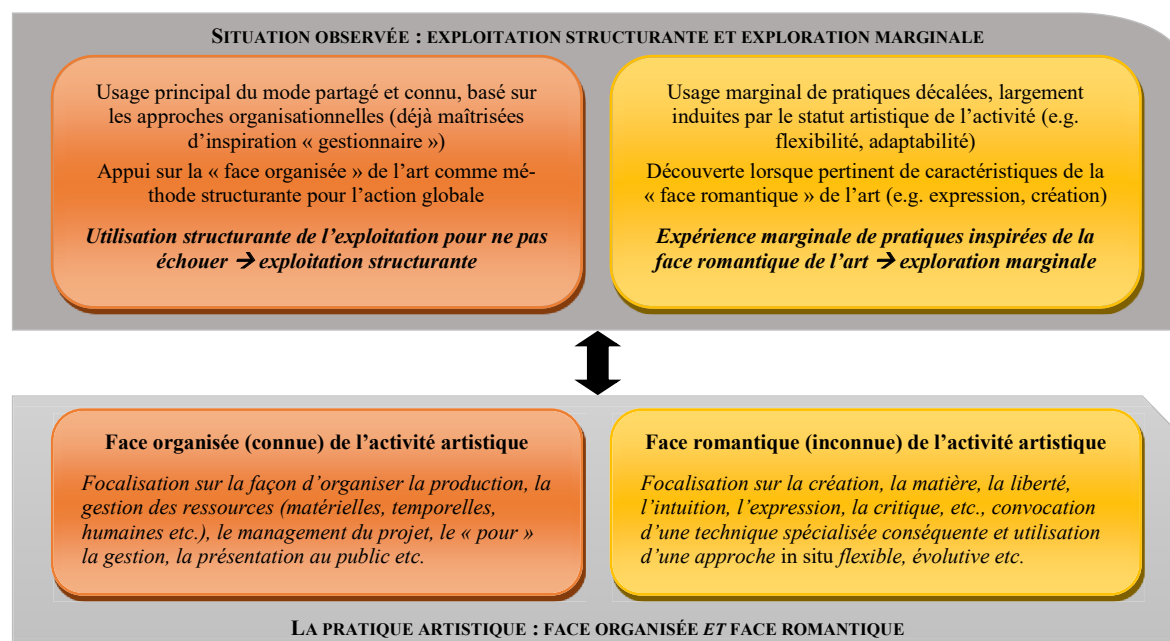 SITUATION OBSERVÉE : EXPLOITATION STRUCTURANTE ET EXPLORATION MARGINALE
Usage principal du mode partagé et connu, basé sur
les approches organisationnelles (déjà maîtrisées
d'inspiration « gestionnaire »)
Appui sur la « face organisée » de l'art comme mé-
thode structurante pour l'action globale
Utilisation structurante de l'exploitation pour ne pas
échouer → exploitation structurante
Usage marginal de pratiques décalées, largement
induites par le statut artistique de l'activité (e.g.
flexibilité, adaptabilité)
Découverte lorsque pertinent de caractéristiques de la
« face romantique » de l'art (e.g. expression, création)
Expérience marginale de pratiques inspirées de la
face romantique de l'art → exploration marginale
Face organisée (connue) de l'activité artistique
Focalisation sur la façon d'organiser la production, la
gestion des ressources (matérielles, temporelles,
humaines etc.), le management du projet, le « pour »
la gestion, la présentation au public etc.
Face romantique (inconnue) de l'activité artistique
Focalisation sur la création, la matière, la liberté,
l'intuition, l'expression, la critique, etc., convocation
d'une technique spécialisée conséquente et utilisation
d'une approche in situ flexible, évolutive etc.
LA PRATIQUE ARTISTIQUE : FACE ORGANISÉE ET FACE ROMANTIQUE